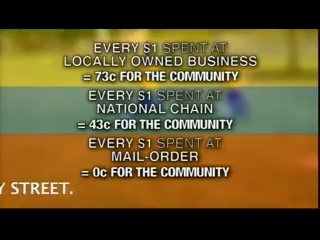 EVERY $1 SPENT AT
LOCALLY OWNED BUSINESS
= 73c FOR THE COMMUNITY
EVERY $1 SPENT AT
NATIONAL CHAIN
= 43c FOR THE COMMUNITY
EVERY $1 SPENT AT
MAIL-ORDER
= 0c FOR THE COMMUNITY
Y STREET.